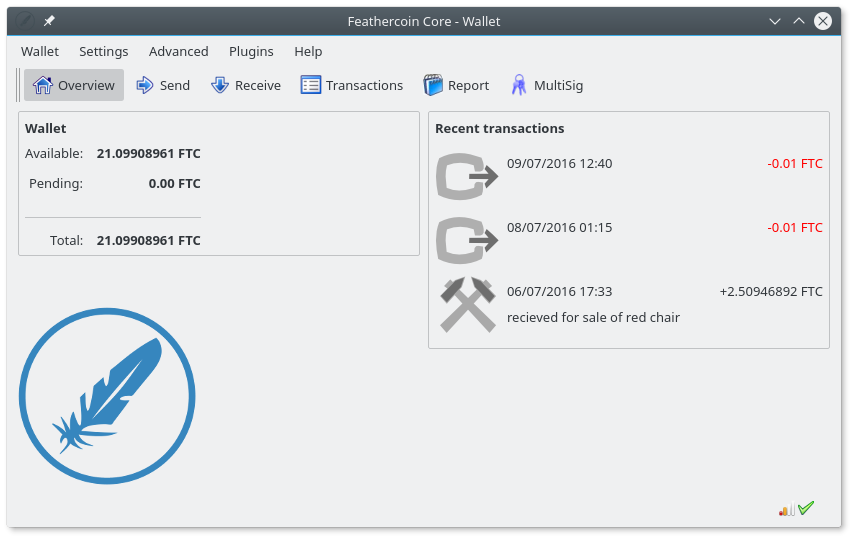 Feathercoin Core - Wallet
Wallet Settings Advanced Plugins Help
Overview Send Receive Transactions Report MultiSig
Wallet
Available: 21.09908961 FTC
Pending: 0.00 FTC
Total: 21.09908961 FTC
Recent transactions
09/07/2016 12:40 -0.01 FTC
08/07/2016 01:15 -0.01 FTC
06/07/2016 17:33 +2.50946892 FTC
recieved for sale of red chair